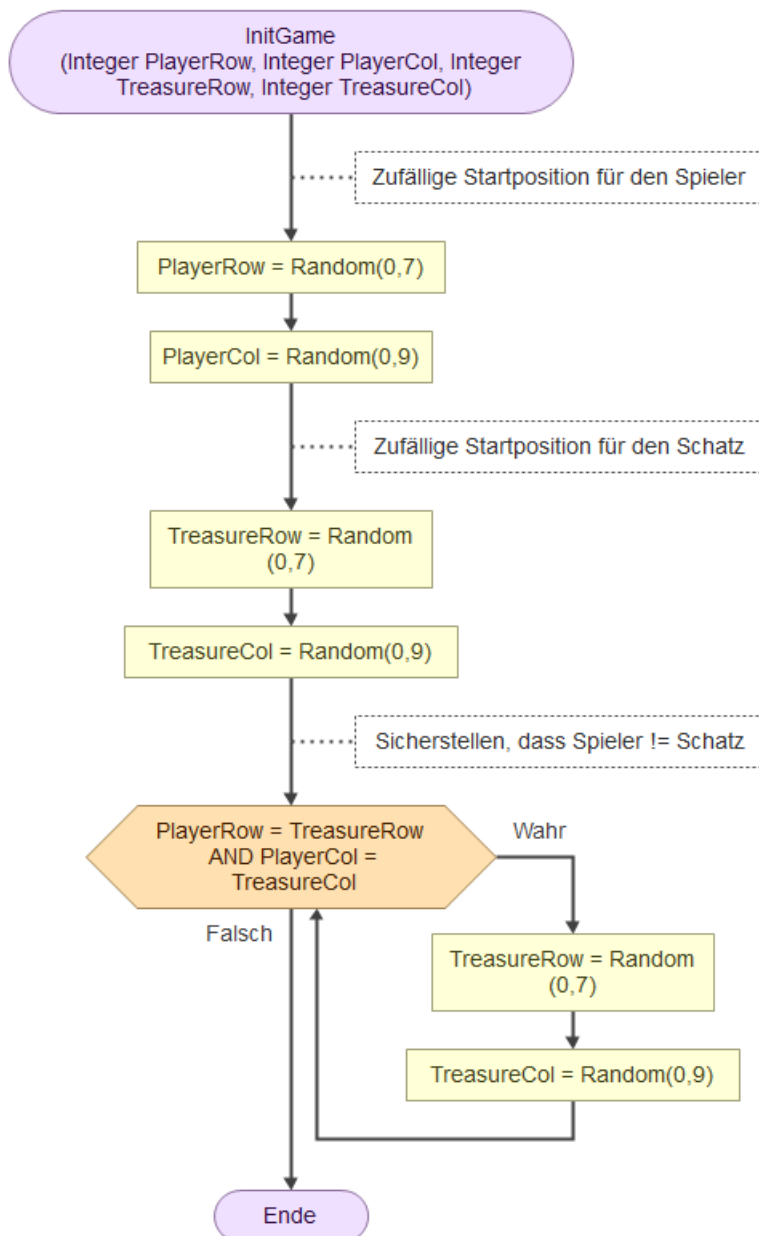 InitGame
(Integer PlayerRow, Integer PlayerCol, Integer
TreasureRow, Integer TreasureCol)
Zufällige Startposition für den Spieler
PlayerRow = Random(0,7)
PlayerCol = Random(0,9)
Zufällige Startposition für den Schatz
TreasureRow = Random
(0,7)
TreasureCol = Random(0,9)
Sicherstellen, dass Spieler != Schatz
PlayerRow = TreasureRow
AND PlayerCol =
TreasureCol
Wahr
Falsch
TreasureRow = Random
(0,7)
TreasureCol = Random(0,9)
Ende